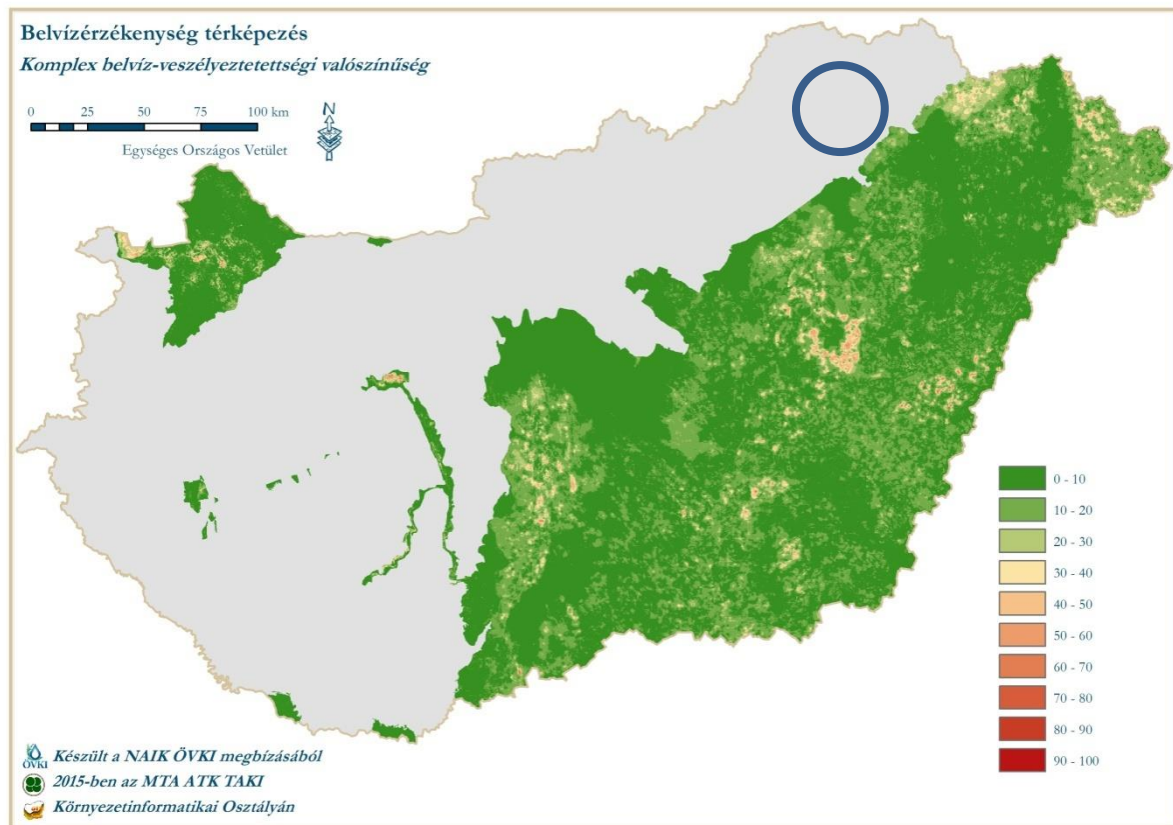 Belvízérzékenység térképezés
Komplex belvíz-veszélyeztetettségi valószínűség
0 25 50 75 100 km
N
Egységes Országos Vetület
0 - 10
10 - 20
20 - 30
30 - 40
40 - 50
50 - 60
60 - 70
70 - 80
80 - 90
90 - 100
ÖVKI Készült a NAIK ÖVKI megbízásából
2015-ben az MTA ATK TAKI
Környezetinformatikai Osztályán